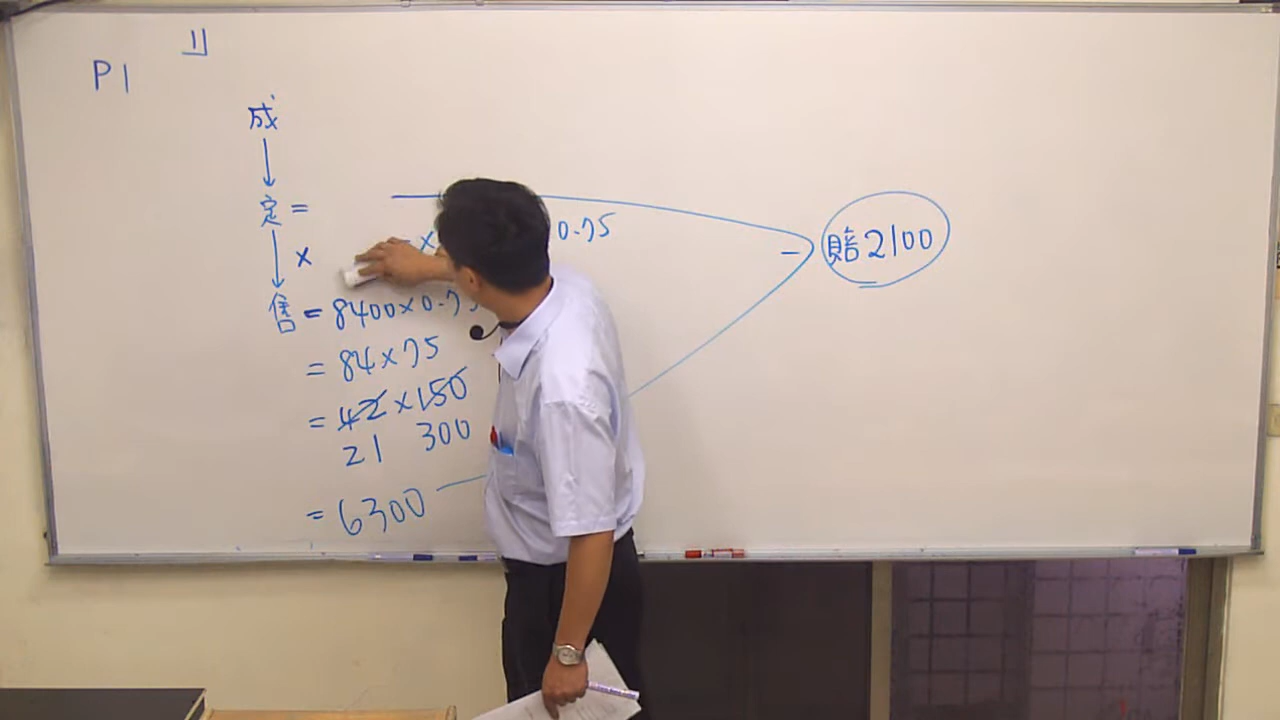 P1
11
成
定 =
× × 0.75
賠2100
售 = 8400×0.75
= 84×75
= 42×150
21 300
= 6300